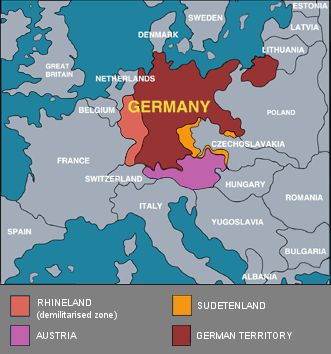 ESTONIA
SWEDEN
LATVIA
DENMARK
LITHUANIA
GREAT
BRITAIN
NETHERLANDS
GERMANY
BELGIUM
POLAND
CZECHOSLAVAKIA
FRANCE
SWITZERLAND
HUNGARY
ROMANIA
ITALY
YUGOSLAVIA
SPAIN
BULGARIA
ALBANIA
RHINELAND
(demilitarised zone)
SUDETENLAND
AUSTRIA
GERMAN TERRITORY